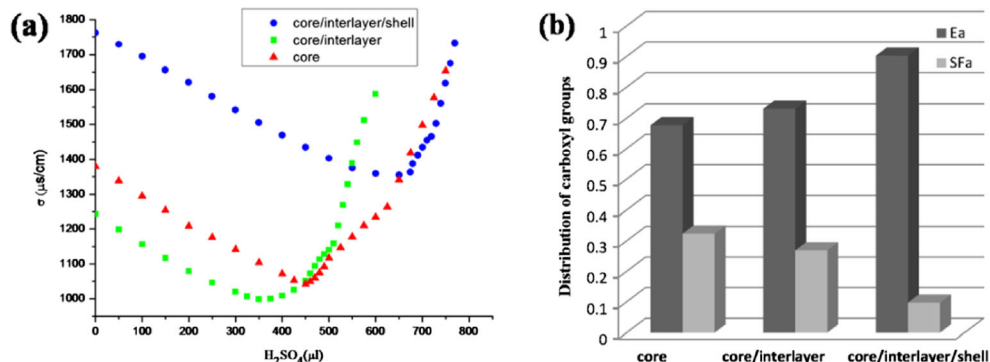 (a)
core/interlayer/shell
core/interlayer
core
1800
1700
1600
1500
1400
1300
1200
1100
1000
σ (μs/cm)
0 100 200 300 400 500 600 700 800
H₂SO₄(μl)
(b)
Ea
SFa
1
0.9
0.8
0.7
0.6
0.5
0.4
0.3
0.2
0.1
0
Distribution of carboxyl groups
core core/interlayer core/interlayer/shell